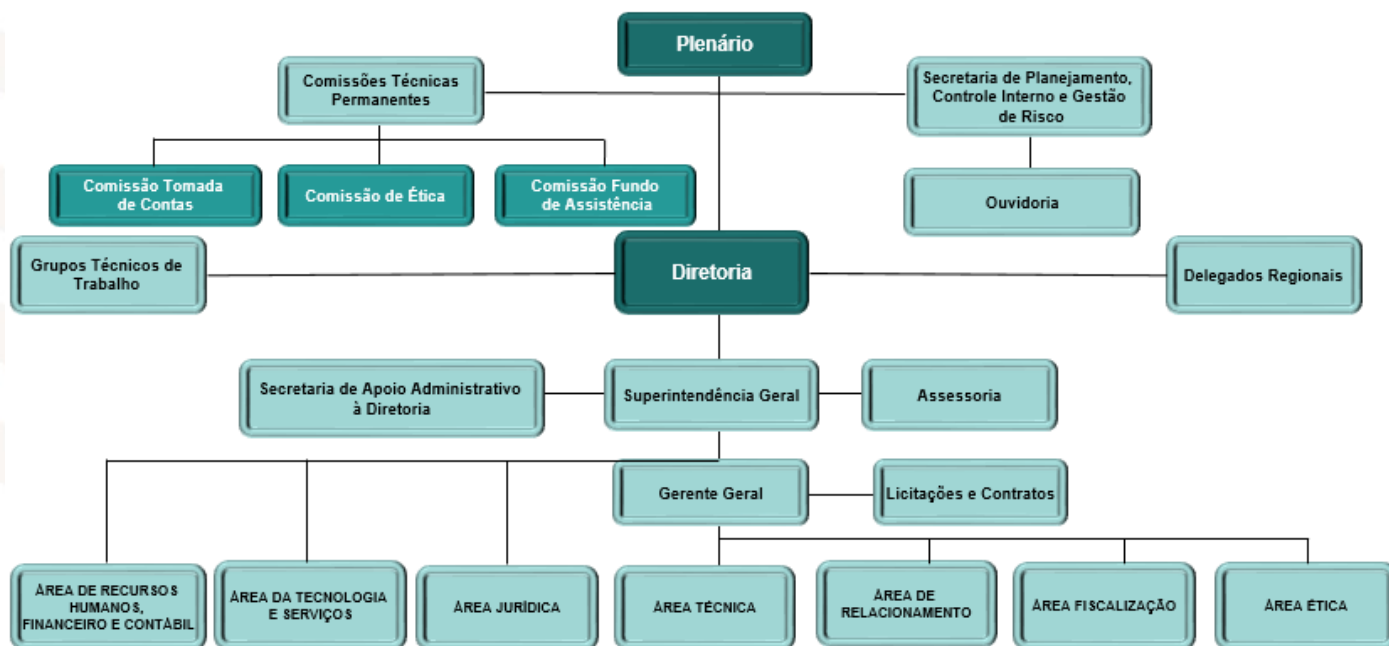 Plenário
Comissões Técnicas
Permanentes
Secretaria de Planejamento,
Controle Interno e Gestão
de Risco
Comissão Tomada
de Contas
Comissão de Ética
Comissão Fundo
de Assistência
Ouvidoria
Grupos Técnicos de
Trabalho
Diretoria
Delegados Regionais
Secretaria de Apoio Administrativo
à Diretoria
Superintendência Geral
Assessoria
Gerente Geral
Licitações e Contratos
ÁREA DE RECURSOS
HUMANOS,
FINANCEIRO E CONTÁBIL
ÁREA DA TECNOLOGIA
E SERVIÇOS
ÁREA JURÍDICA
ÁREA TÉCNICA
ÁREA DE
RELACIONAMENTO
ÁREA FISCALIZAÇÃO
ÁREA ÉTICA